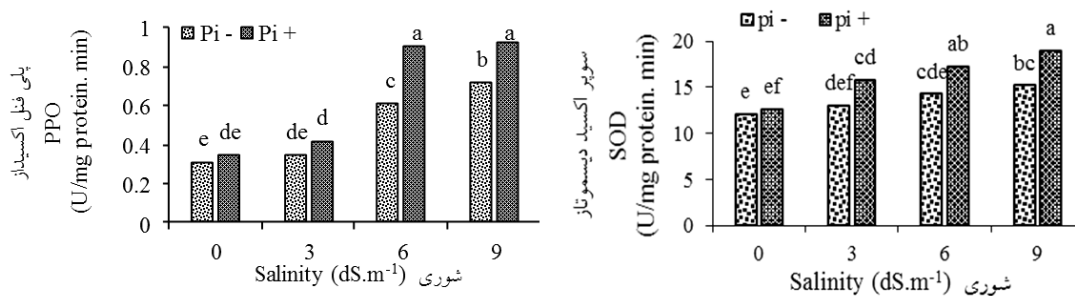 پلی فنل اکسیداز
PPO
(U/mg protein. min)
1
0.8
0.6
0.4
0.2
0
Pi - Pi +
e de de d c a b a
0 3 6 9
Salinity (dS.m-1) شوری
سوپر اکسید دیسموتاز
SOD
(U/mg protein. min)
20
15
10
5
0
pi - pi +
e ef def cd cde ab bc a
0 3 6 9
Salinity (dS.m-1) شوری